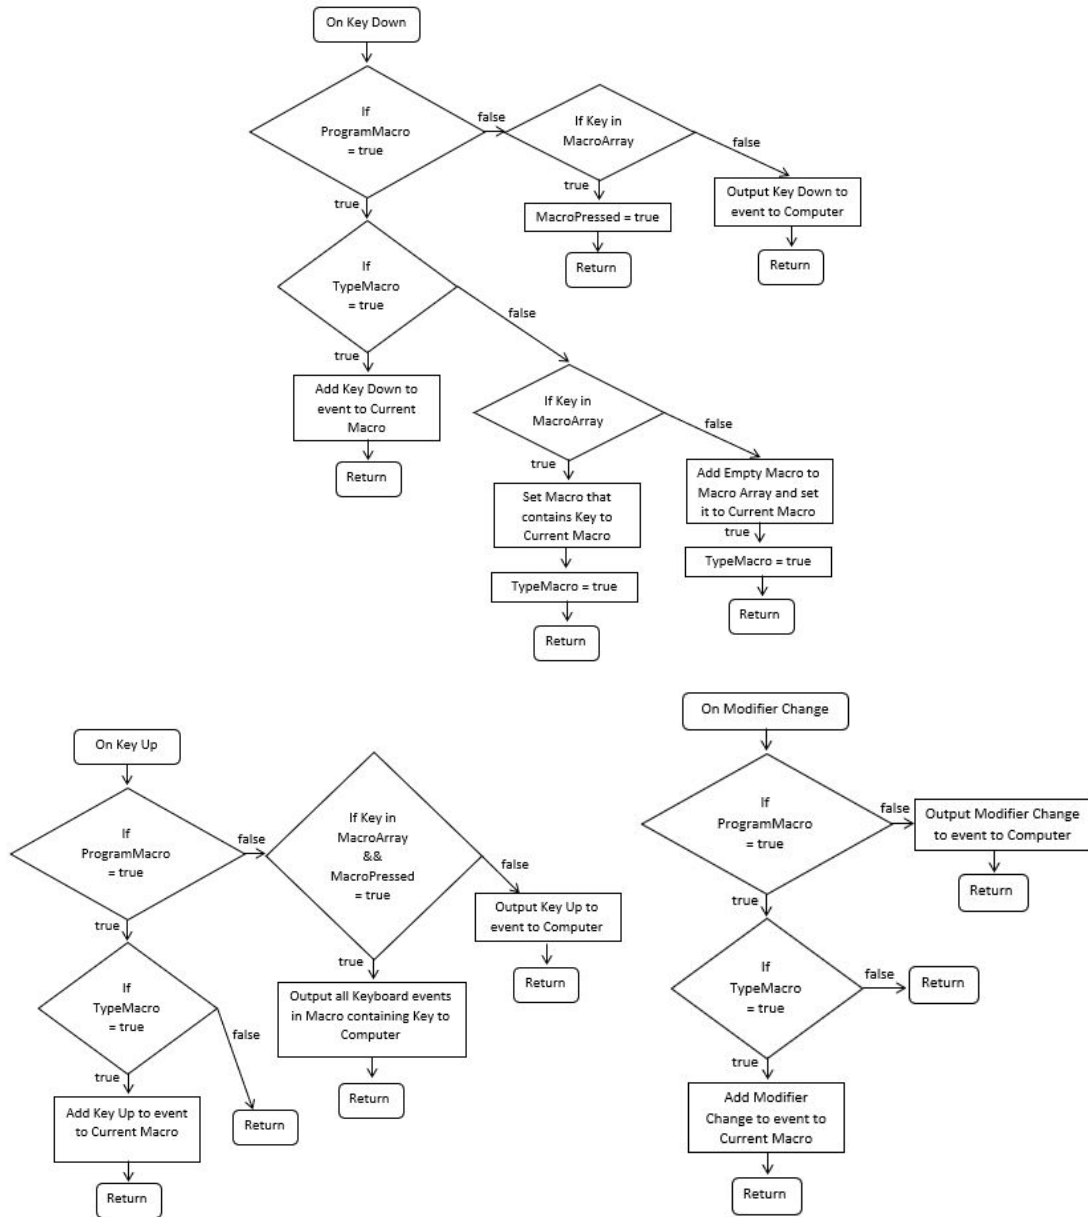 On Key Down
If
ProgramMacro
= true
false
If Key in
MacroArray
false
true
true
Output Key Down to
event to Computer
MacroPressed = true
Return
Return
If
TypeMacro
= true
false
true
Add Key Down to
event to Current
Macro
Return
If Key in
MacroArray
false
true
Set Macro that
contains Key to
Current Macro
TypeMacro = true
Return
Add Empty Macro to
Macro Array and set
it to Current Macro
true
TypeMacro = true
Return
On Key Up
If
ProgramMacro
= true
false
If Key in
MacroArray
&&
MacroPressed
= true
false
Output Key Up to
event to Computer
Return
true
Output all Keyboard events
in Macro containing Key to
Computer
Return
true
If
TypeMacro
= true
false
Return
true
Add Key Up to event
to Current Macro
Return
On Modifier Change
If
ProgramMacro
= true
false
Output Modifier Change
to event to Computer
Return
true
If
TypeMacro
= true
false
Return
true
Add Modifier
Change to event to
Current Macro
Return